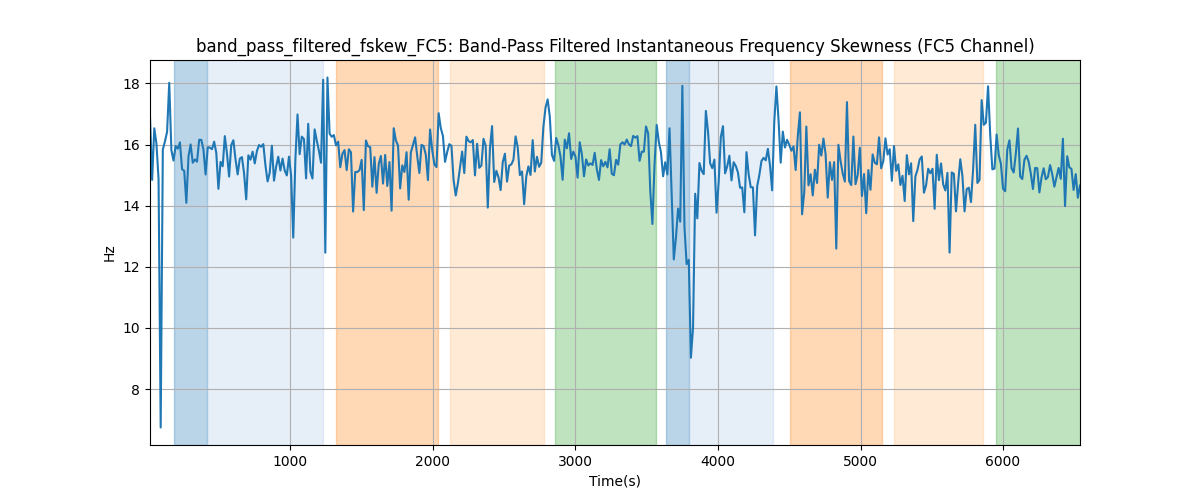 band_pass_filtered_fskew_FC5: Band-Pass Filtered Instantaneous Frequency Skewness (FC5 Channel)
18
16
14
12
10
8
Hz
1000 2000 3000 4000 5000 6000
Time(s)